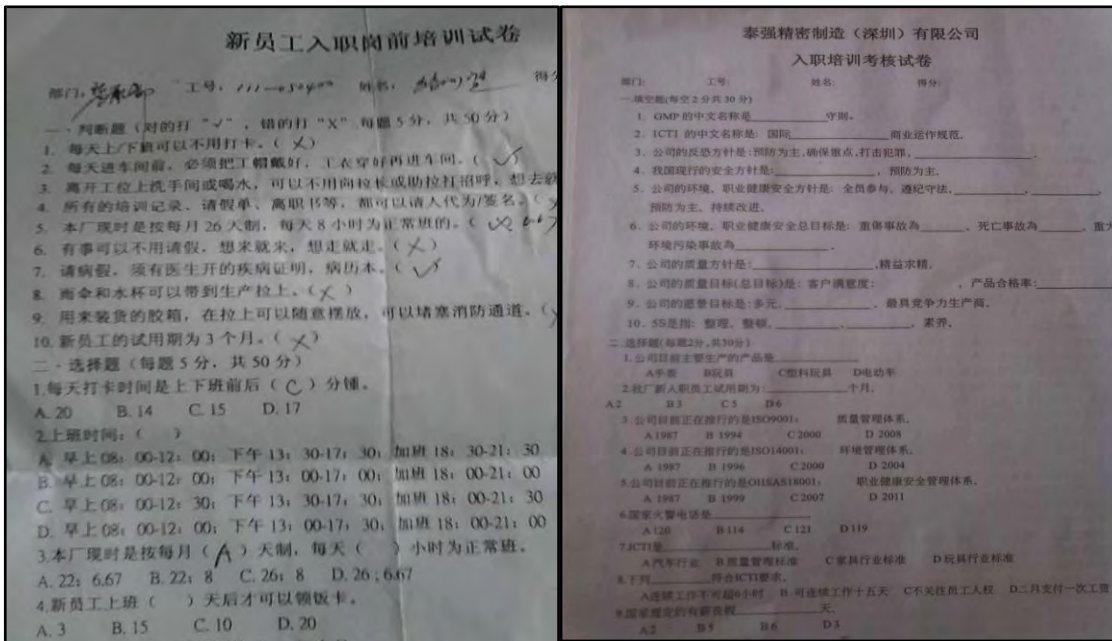 新员工入职岗前培训试卷
部门: 工号: 111-050400 姓名: 得分
一·判断题(对的打"√",错的打"X"每题5分,共50分)
1. 每天上/下班可以不用打卡。(X)
2. 每天进车间前,必须把工帽戴好,工衣穿好再进车间。(√)
3. 离开工位上洗手间或喝水,可以不用向拉长或助拉打招呼,想去就
4. 所有的培训记录、请假单、离职书等,都可以请人代为/签名。(
5. 本厂现时是按每月26天制,每天8小时为正常班的。(X
6. 有事可以不用请假,想来就来,想走就走。(X)
7. 请病假,须有医生开的疾病证明,病历本。(√)
8. 雨伞和水杯可以带到生产拉上。(X)
9. 用来装货的胶箱,在拉上可以随意摆放,可以堵塞消防通道。(
10. 新员工的试用期为3个月。(X)
二·选择题(每题5分,共50分)
1.每天打卡时间是上下班前后(C)分锺。
A. 20 B. 14 C. 15 D. 17
2.上班时间:( )
A. 早上08:00-12:00;下午13:30-17:30;加班18:30-21:30
B. 早上08:00-12:00;下午13:00-17:00;加班18:00-21:00
C. 早上08:00-12:30;下午13:30-17:30;加班18:00-21:30
D. 早上08:00-12:00;下午13:00-17:30;加班18:00-21:00
3.本厂现时是按每月(A)天制,每天( )小时为正常班。
A. 22;6.67 B. 22;8 C. 26;8 D. 26;6.67
4.新员工上班( )天后才可以领饭卡。
A. 3 B. 15 C. 10 D. 20
泰强精密制造(深圳)有限公司
入职培训考核试卷
部门: 工号: 姓名: 得分:
一.填空题(每空2分共30分)
1. GMP的中文名称是________守则。
2. ICTI的中文名称是:国际________商业运作规范。
3. 公司的反恐方针是:预防为主,确保重点,打击犯罪,________。
4. 我国现行的安全方针是:________,预防为主。
5. 公司的环境、职业健康安全方针是:全员参与、遵纪守法,________,________,
预防为主、持续改进。
6. 公司的环境、职业健康安全总目标是:重伤事故為______、死亡事故為______,重大
环境污染事故為________。
7. 公司的质量方针是:________,精益求精。
8. 公司的质量目标(总目标)是:客户满意度:________,产品合格率:________
9. 公司的愿景目标是:多元,________、最具竞争力生产商。
10. 5S是指:整理、整顿,________、________、素养。
二.选择题(每题2分,共30分)
1.公司目前主要生产的产品是________
A手表 B玩具 C塑料玩具 D电动车
2.我厂新入职员工试用期为:________个月。
A2 B3 C5 D6
3.公司目前正在推行的是ISO9001: 质量管理体系。
A 1987 B 1994 C 2000 D 2008
4.公司目前正在推行的是ISO14001: 环境管理体系。
A 1987 B 1996 C 2000 D 2004
5.公司目前正在推行的是OHSAS18001: 职业健康安全管理体系。
A 1987 B 1999 C 2007 D 2011
6.国家火警电话是________
A 120 B 114 C 121 D 119
7.ICTI是________标准。
A汽车行业 B质量管理标准 C家具行业标准 D玩具行业标准
8.下列________符合ICTI要求。
A连续工作不可超6小时 B.可连续工作十五天 C不关注员工人权 D二月支付一次工资
9.国家规定的有薪丧假________天。
A2 B5 B6 D3